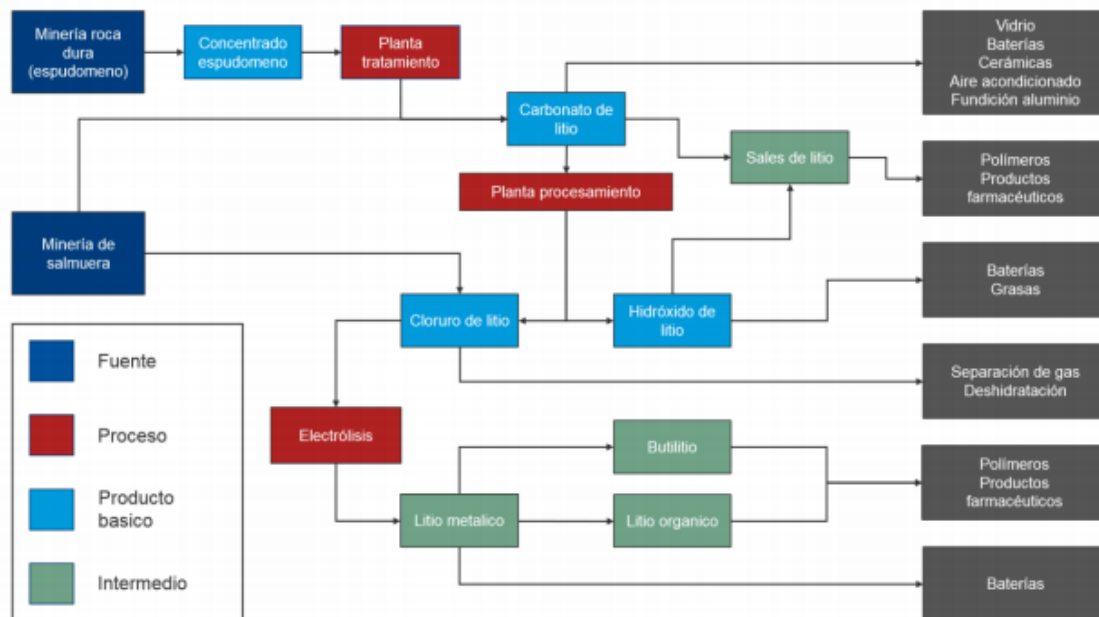 Minería roca
dura
(espudomeno)
Concentrado
espudomeno
Planta
tratamiento
Vidrio
Baterías
Cerámicas
Aire acondicionado
Fundición aluminio
Carbonato de
litio
Sales de litio
Polímeros
Productos
farmacéuticos
Planta procesamiento
Minería de
salmuera
Baterías
Grasas
Cloruro de litio
Hidróxido de
litio
Separación de gas
Deshidratación
Fuente
Proceso
Producto
basico
Intermedio
Electrólisis
Butilitio
Polímeros
Productos
farmacéuticos
Litio metalico
Litio organico
Baterías